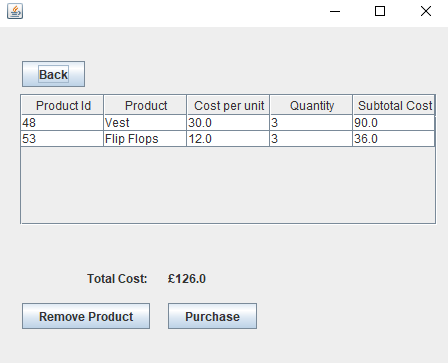 Back
Product Id Product Cost per unit Quantity Subtotal Cost
48 Vest 30.0 3 90.0
53 Flip Flops 12.0 3 36.0
Total Cost: £126.0
Remove Product Purchase